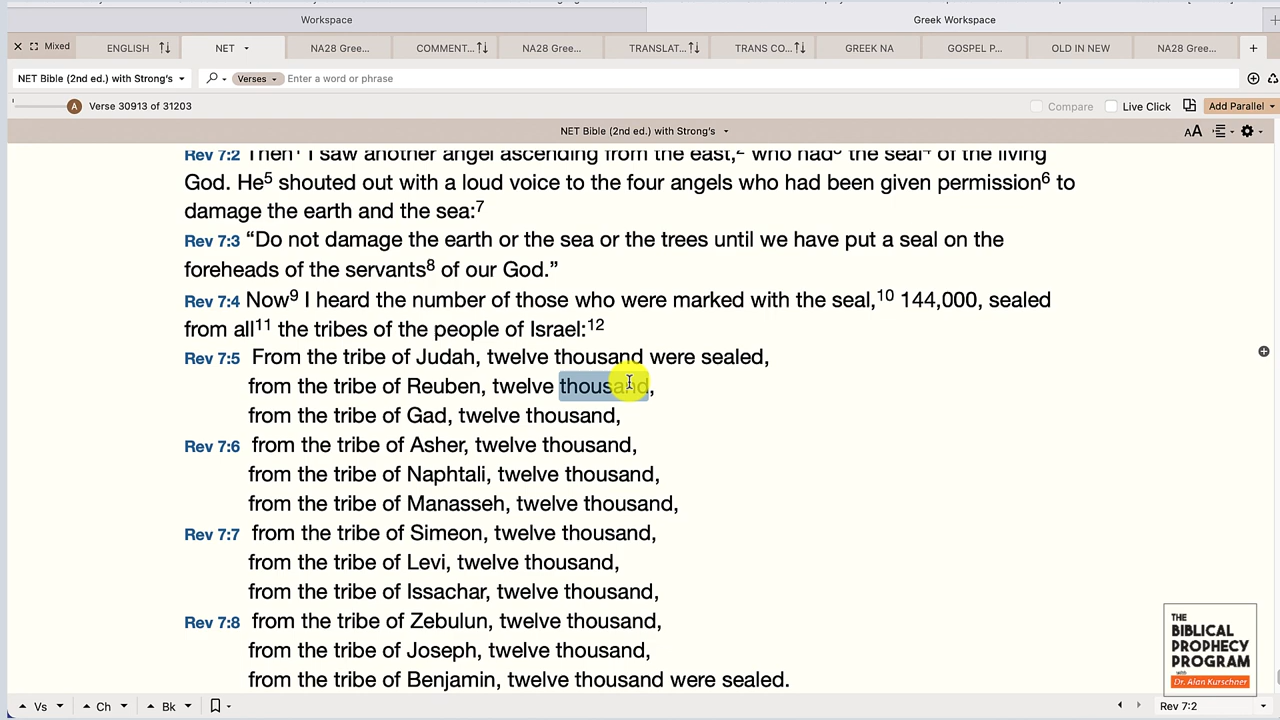 Workspace
Greek Workspace
Mixed
ENGLISH
NET
NA28 Gree...
COMMENT...
NA28 Gree...
TRANSLAT...
TRANS CO...
GREEK NA
GOSPEL P...
OLD IN NEW
NA28 Gree...
NET Bible (2nd ed.) with Strong's
Verses
Enter a word or phrase
A Verse 30913 of 31203
Compare
Live Click
Add Parallel
NET Bible (2nd ed.) with Strong's
AA
Rev 7:2 Then¹ I saw another angel ascending from the east,² who had³ the seal⁴ of the living
God. He⁵ shouted out with a loud voice to the four angels who had been given permission⁶ to
damage the earth and the sea:⁷
Rev 7:3 “Do not damage the earth or the sea or the trees until we have put a seal on the
foreheads of the servants⁸ of our God.”
Rev 7:4 Now⁹ I heard the number of those who were marked with the seal,¹⁰ 144,000, sealed
from all¹¹ the tribes of the people of Israel:¹²
Rev 7:5 From the tribe of Judah, twelve thousand were sealed,
from the tribe of Reuben, twelve thousand,
from the tribe of Gad, twelve thousand,
Rev 7:6 from the tribe of Asher, twelve thousand,
from the tribe of Naphtali, twelve thousand,
from the tribe of Manasseh, twelve thousand,
Rev 7:7 from the tribe of Simeon, twelve thousand,
from the tribe of Levi, twelve thousand,
from the tribe of Issachar, twelve thousand,
Rev 7:8 from the tribe of Zebulun, twelve thousand,
from the tribe of Joseph, twelve thousand,
from the tribe of Benjamin, twelve thousand were sealed.
THE
BIBLICAL
PROPHECY
PROGRAM
with
Dr. Alan Kurschner
Vs
Ch
Bk
Rev 7:2